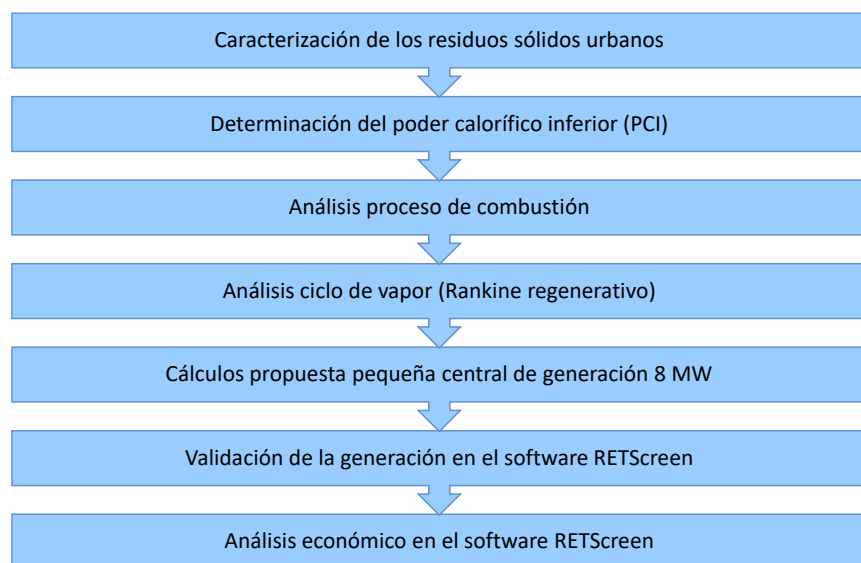 Caracterización de los residuos sólidos urbanos
Determinación del poder calorífico inferior (PCI)
Análisis proceso de combustión
Análisis ciclo de vapor (Rankine regenerativo)
Cálculos propuesta pequeña central de generación 8 MW
Validación de la generación en el software RETScreen
Análisis económico en el software RETScreen